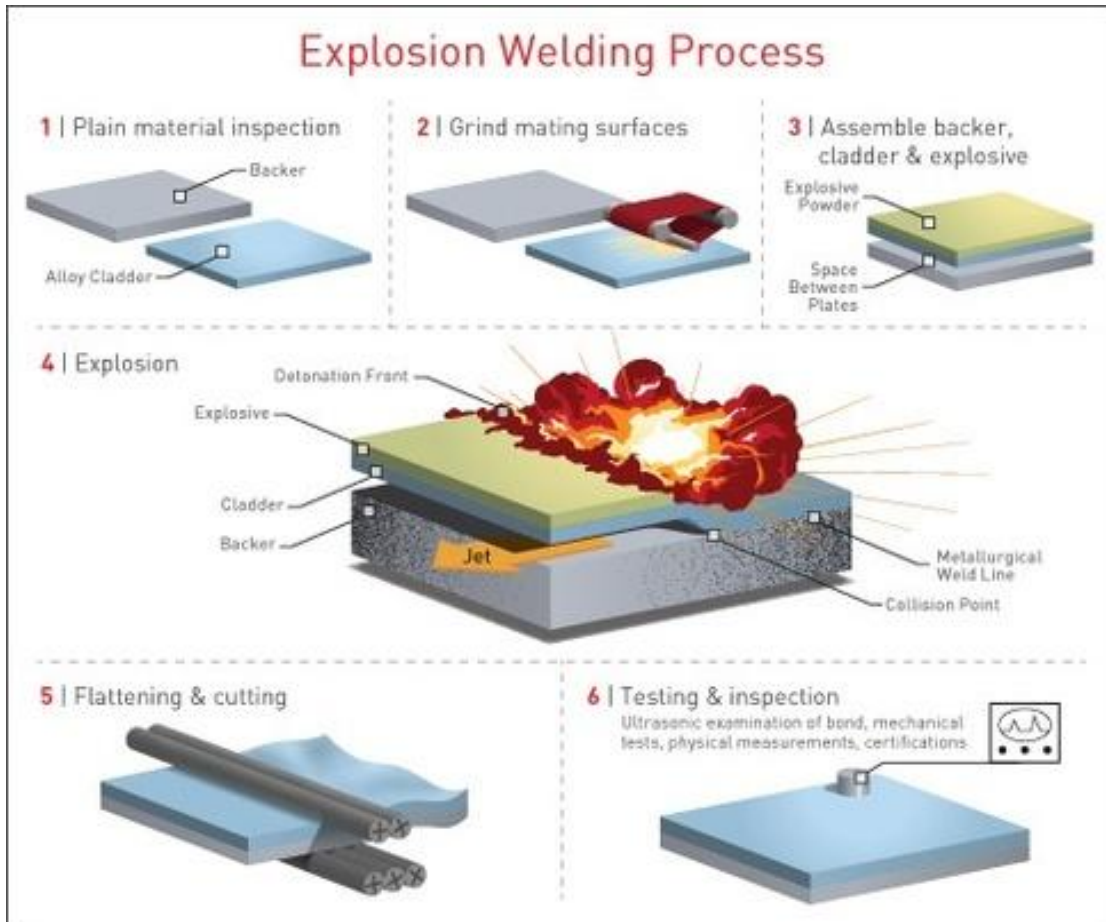 Explosion Welding Process
1 | Plain material inspection
Backer
Alloy Cladder
2 | Grind mating surfaces
3 | Assemble backer,
cladder & explosive
Explosive
Powder
Space
Between
Plates
4 | Explosion
Detonation Front
Explosive
Cladder
Backer
Jet
Metallurgical
Weld Line
Collision Point
5 | Flattening & cutting
6 | Testing & inspection
Ultrasonic examination of bond, mechanical
tests, physical measurements, certifications